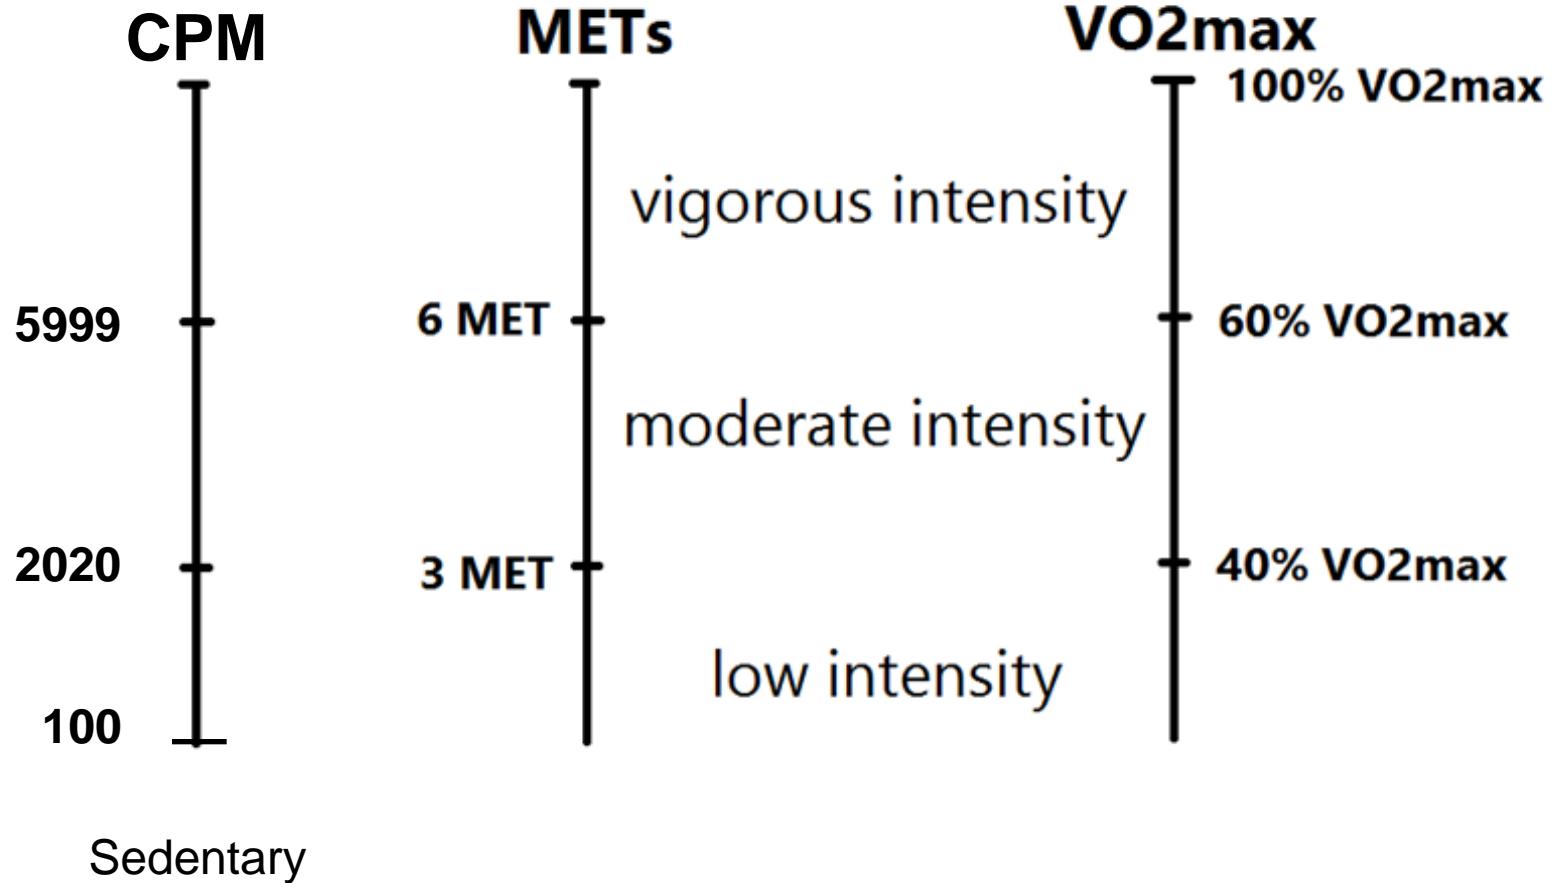 CPM
METs
VO2max
100% VO2max
vigorous intensity
5999
6 MET
60% VO2max
moderate intensity
2020
3 MET
40% VO2max
low intensity
100
Sedentary